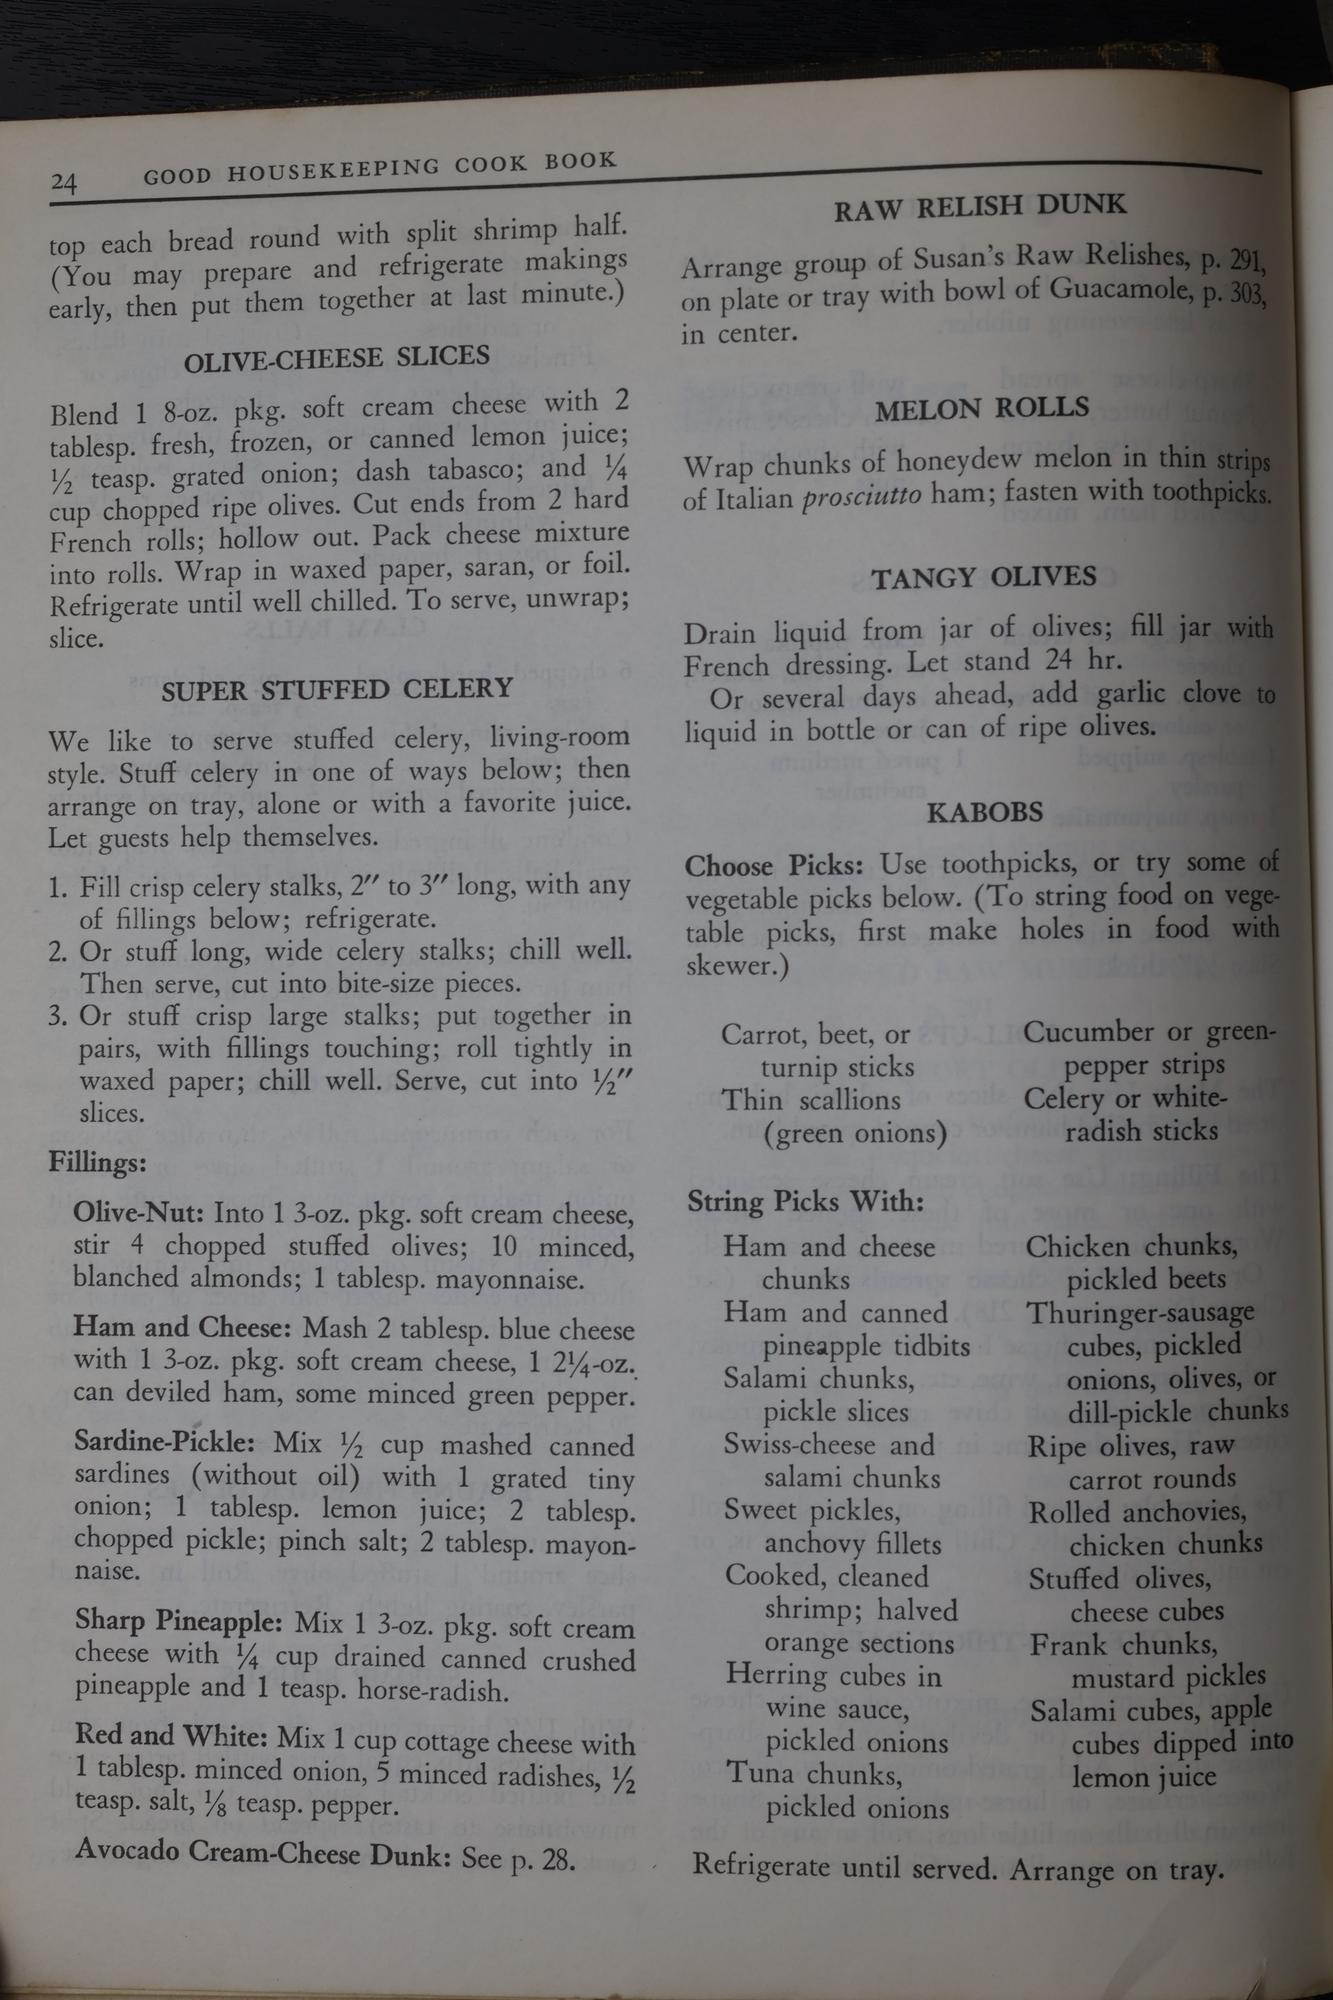 24 GOOD HOUSEKEEPING COOK BOOK
top each bread round with split shrimp half.
(You may prepare and refrigerate makings
early, then put them together at last minute.)
OLIVE-CHEESE SLICES
Blend 1 8-oz. pkg. soft cream cheese with 2
tablesp. fresh, frozen, or canned lemon juice;
½ teasp. grated onion; dash tabasco; and ¼
cup chopped ripe olives. Cut ends from 2 hard
French rolls; hollow out. Pack cheese mixture
into rolls. Wrap in waxed paper, saran, or foil.
Refrigerate until well chilled. To serve, unwrap;
slice.
SUPER STUFFED CELERY
We like to serve stuffed celery, living-room
style. Stuff celery in one of ways below; then
arrange on tray, alone or with a favorite juice.
Let guests help themselves.
1. Fill crisp celery stalks, 2″ to 3″ long, with any
of fillings below; refrigerate.
2. Or stuff long, wide celery stalks; chill well.
Then serve, cut into bite-size pieces.
3. Or stuff crisp large stalks; put together in
pairs, with fillings touching; roll tightly in
waxed paper; chill well. Serve, cut into ½″
slices.
Fillings:
Olive-Nut: Into 1 3-oz. pkg. soft cream cheese,
stir 4 chopped stuffed olives; 10 minced,
blanched almonds; 1 tablesp. mayonnaise.
Ham and Cheese: Mash 2 tablesp. blue cheese
with 1 3-oz. pkg. soft cream cheese, 1 2¼-oz.
can deviled ham, some minced green pepper.
Sardine-Pickle: Mix ½ cup mashed canned
sardines (without oil) with 1 grated tiny
onion; 1 tablesp. lemon juice; 2 tablesp.
chopped pickle; pinch salt; 2 tablesp. mayon-
naise.
Sharp Pineapple: Mix 1 3-oz. pkg. soft cream
cheese with ¼ cup drained canned crushed
pineapple and 1 teasp. horse-radish.
Red and White: Mix 1 cup cottage cheese with
1 tablesp. minced onion, 5 minced radishes, ½
teasp. salt, ⅛ teasp. pepper.
Avocado Cream-Cheese Dunk: See p. 28.
RAW RELISH DUNK
Arrange group of Susan's Raw Relishes, p. 291,
on plate or tray with bowl of Guacamole, p. 303,
in center.
MELON ROLLS
Wrap chunks of honeydew melon in thin strips
of Italian prosciutto ham; fasten with toothpicks.
TANGY OLIVES
Drain liquid from jar of olives; fill jar with
French dressing. Let stand 24 hr.
Or several days ahead, add garlic clove to
liquid in bottle or can of ripe olives.
KABOBS
Choose Picks: Use toothpicks, or try some of
vegetable picks below. (To string food on vege-
table picks, first make holes in food with
skewer.)
Carrot, beet, or
turnip sticks
Thin scallions
(green onions)
Cucumber or green-
pepper strips
Celery or white-
radish sticks
String Picks With:
Ham and cheese
chunks
Ham and canned
pineapple tidbits
Salami chunks,
pickle slices
Swiss-cheese and
salami chunks
Sweet pickles,
anchovy fillets
Cooked, cleaned
shrimp; halved
orange sections
Herring cubes in
wine sauce,
pickled onions
Tuna chunks,
pickled onions
Chicken chunks,
pickled beets
Thuringer-sausage
cubes, pickled
onions, olives, or
dill-pickle chunks
Ripe olives, raw
carrot rounds
Rolled anchovies,
chicken chunks
Stuffed olives,
cheese cubes
Frank chunks,
mustard pickles
Salami cubes, apple
cubes dipped into
lemon juice
Refrigerate until served. Arrange on tray.